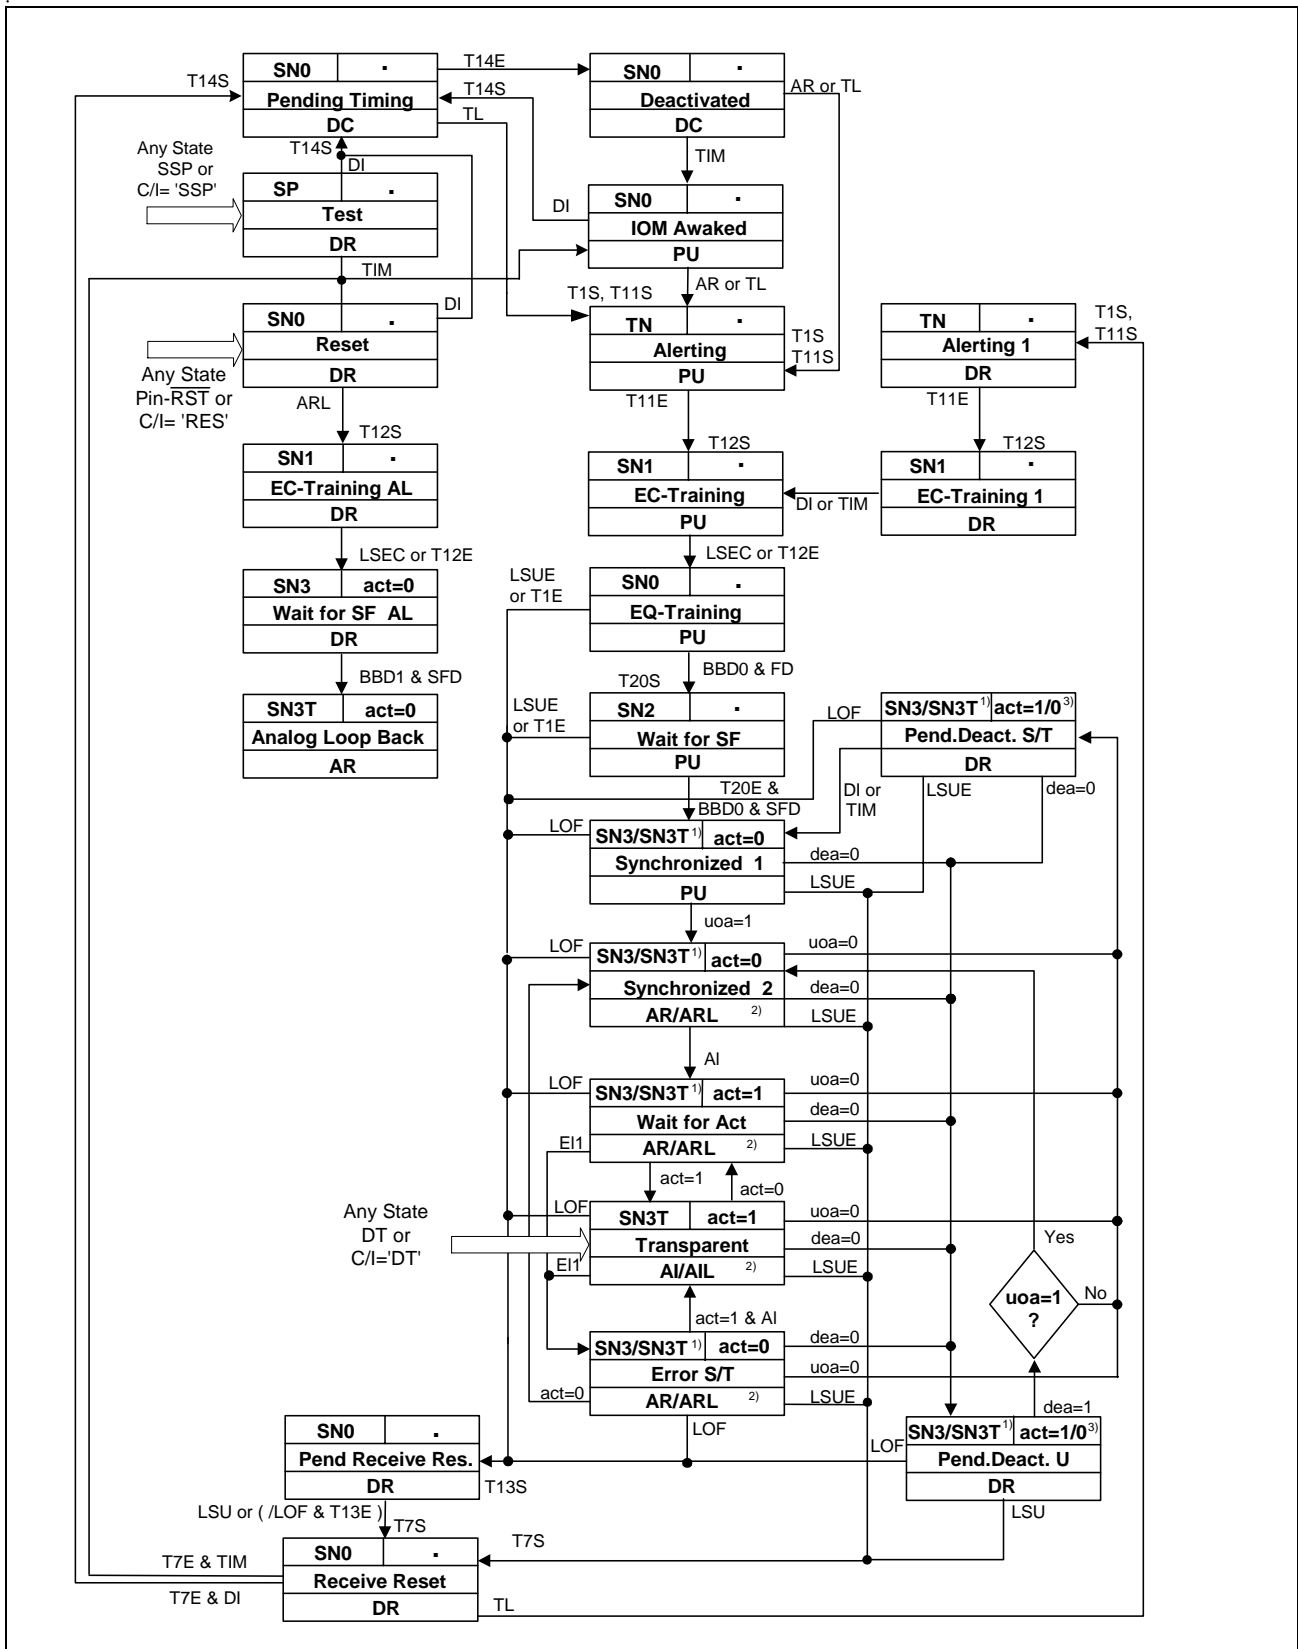 SN0 .
Pending Timing
DC
T14S
T14E
T14S
TL
SN0 .
Deactivated
DC
AR or TL
TIM
Any State
SSP or
C/I= 'SSP'
T14S
DI
SP .
Test
DR
TIM
DI
SN0 .
IOM Awaked
PU
AR or TL
T1S, T11S
DI
SN0 .
Reset
DR
Any State
Pin-RST or
C/I= 'RES'
ARL
T12S
TN .
Alerting
PU
T1S
T11S
T11E
T12S
TN .
Alerting 1
DR
T1S,
T11S
T11E
T12S
SN1 .
EC-Training AL
DR
LSEC or T12E
SN1 .
EC-Training
PU
DI or TIM
SN1 .
EC-Training 1
DR
LSEC or T12E
SN3 act=0
Wait for SF AL
DR
BBD1 & SFD
LSUE
or T1E
SN0 .
EQ-Training
PU
BBD0 & FD
T20S
SN3T act=0
Analog Loop Back
AR
LSUE
or T1E
SN2 .
Wait for SF
PU
T20E &
BBD0 & SFD
LOF
SN3/SN3T 1) act=1/0 3)
Pend.Deact. S/T
DR
DI or
TIM
LSUE
dea=0
LOF
SN3/SN3T 1) act=0
Synchronized 1
PU
dea=0
LSUE
uoa=1
LOF
SN3/SN3T 1) act=0
Synchronized 2
AR/ARL 2)
uoa=0
dea=0
LSUE
AI
LOF
SN3/SN3T 1) act=1
Wait for Act
AR/ARL 2)
uoa=0
dea=0
LSUE
EI1
act=1
act=0
Any State
DT or
C/I='DT'
LOF
SN3T act=1
Transparent
AI/AIL 2)
uoa=0
dea=0
LSUE
EI1
act=1 & AI
Yes
uoa=1
?
No
SN3/SN3T 1) act=0
Error S/T
AR/ARL 2)
dea=0
uoa=0
LSUE
act=0
LOF
dea=1
LOF
SN3/SN3T 1) act=1/0 3)
Pend.Deact. U
DR
LSU
SN0 .
Pend Receive Res.
DR
T13S
LSU or ( /LOF & T13E )
T7S
T7S
SN0 .
Receive Reset
DR
T7E & TIM
T7E & DI
TL